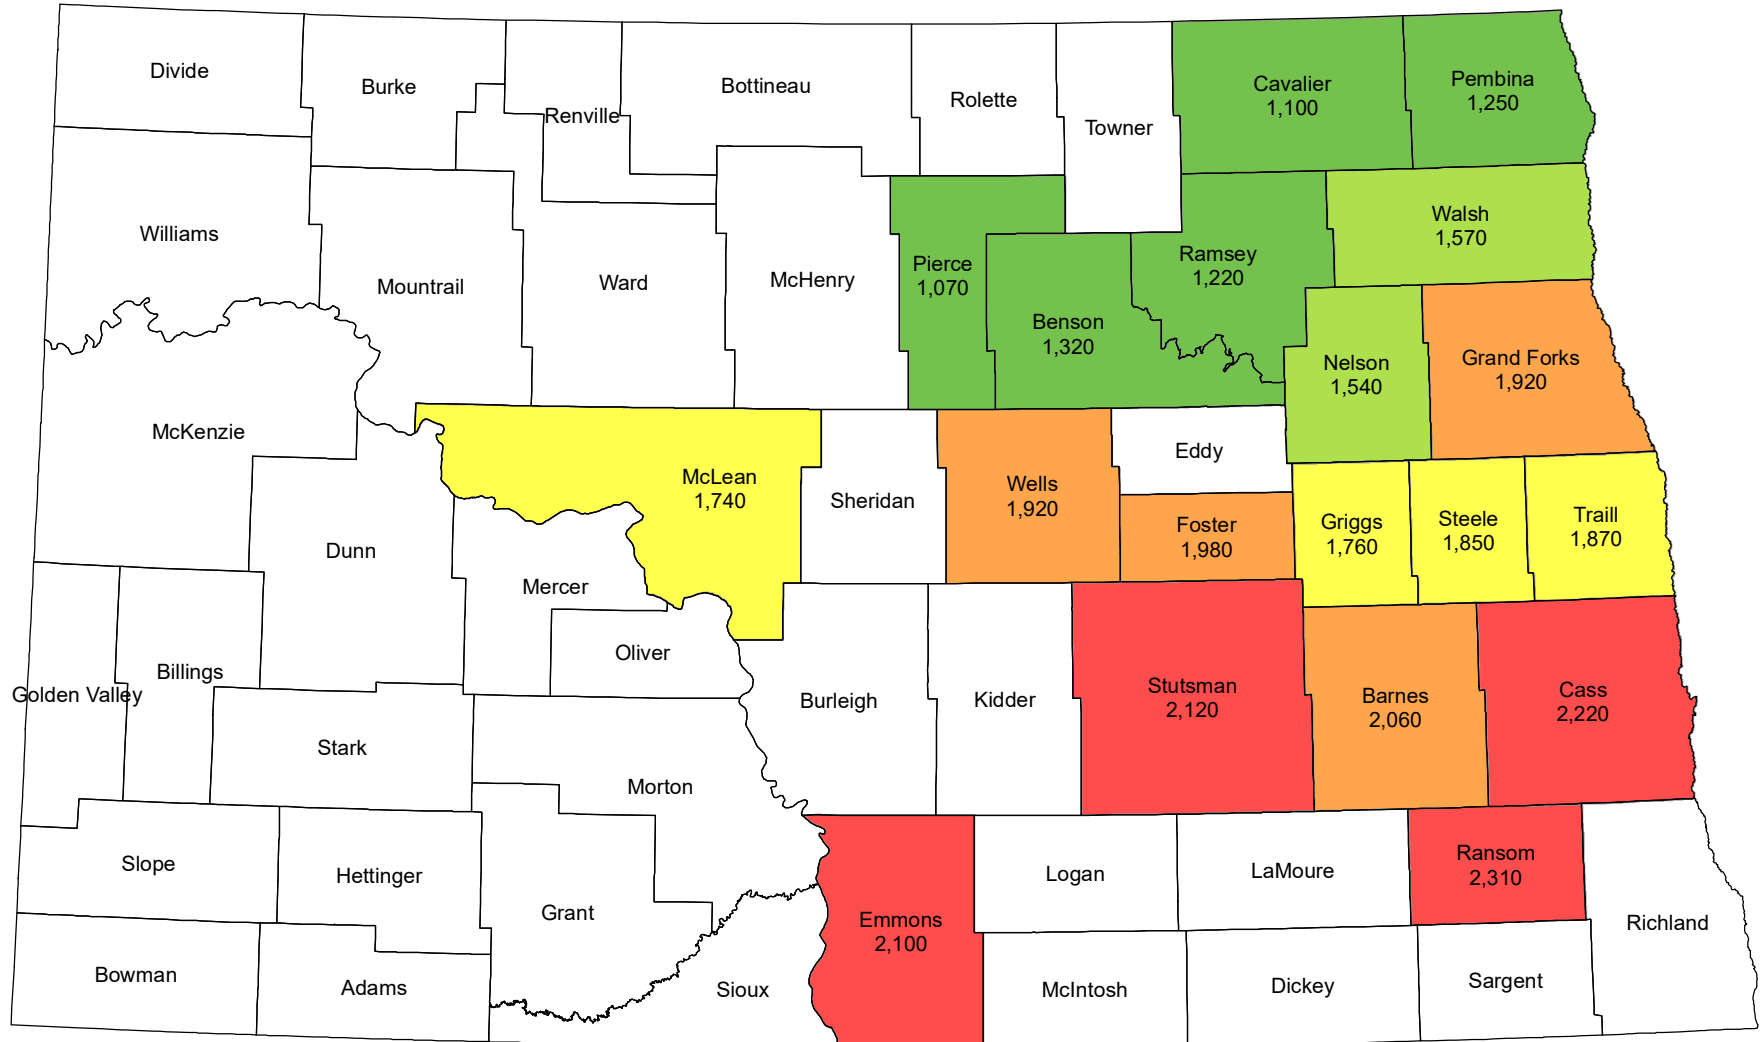 Divide
Burke
Renville
Bottineau
Rolette
Towner
Cavalier
1,100
Pembina
1,250
Williams
Mountrail
Ward
McHenry
Pierce
1,070
Benson
1,320
Ramsey
1,220
Walsh
1,570
Nelson
1,540
Grand Forks
1,920
McKenzie
Dunn
McLean
1,740
Sheridan
Wells
1,920
Eddy
Foster
1,980
Griggs
1,760
Steele
1,850
Traill
1,870
Mercer
Oliver
Golden Valley
Billings
Stark
Morton
Burleigh
Kidder
Stutsman
2,120
Barnes
2,060
Cass
2,220
Slope
Hettinger
Grant
Emmons
2,100
Logan
LaMoure
Ransom
2,310
Richland
Bowman
Adams
Sioux
McIntosh
Dickey
Sargent